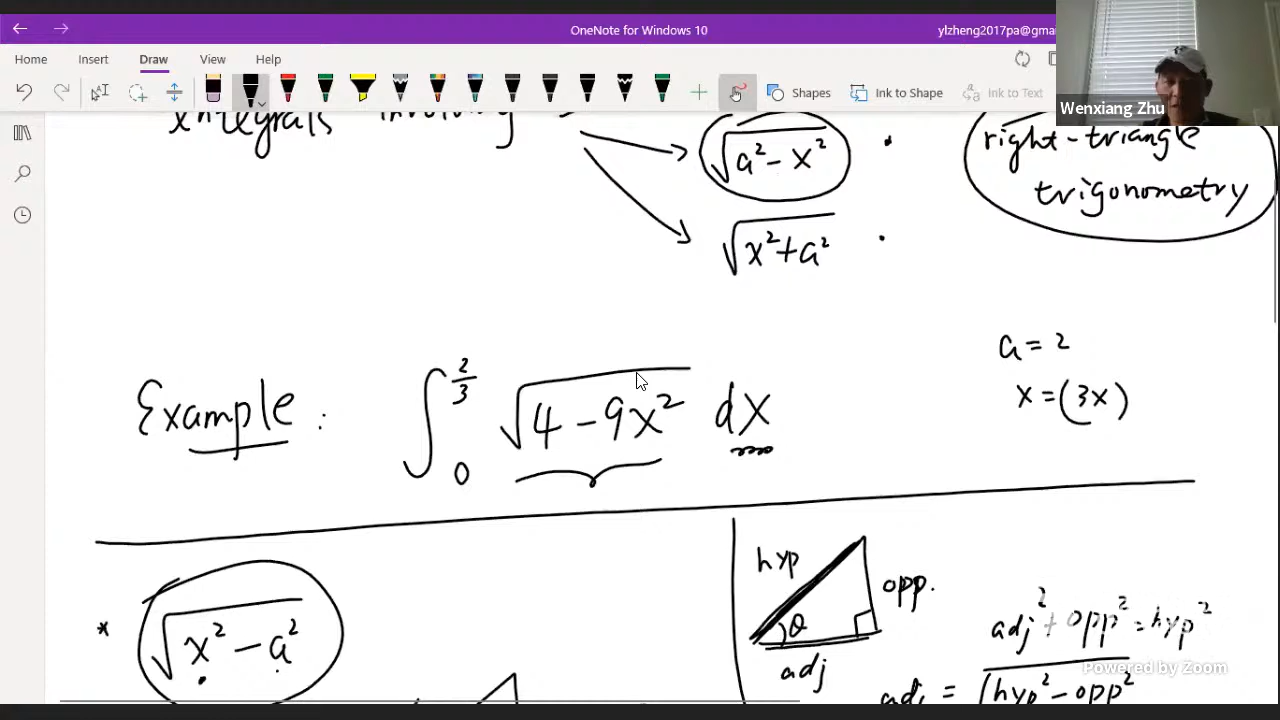 OneNote for Windows 10
ylzheng2017pa@gma
Home Insert Draw View Help
Shapes Ink to Shape Ink to Text
Wenxiang Zhu
integrals involving
√(a² - x²) .
right-triangle
trigonometry
√(x² + a²) .
a = 2
x = (3x)
Example : ∫₀^(2/3) √(4 - 9x²) dx
hyp
opp.
θ
adj
* √(x² - a²)
adj² + opp² = hyp²
adj = √(hyp² - opp²
Powered by Zoom